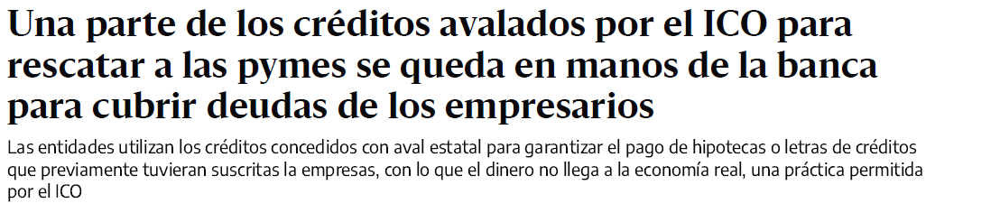 Una parte de los créditos avalados por el ICO para
rescatar a las pymes se queda en manos de la banca
para cubrir deudas de los empresarios
Las entidades utilizan los créditos concedidos con aval estatal para garantizar el pago de hipotecas o letras de créditos
que previamente tuvieran suscritas la empresas, con lo que el dinero no llega a la economía real, una práctica permitida
por el ICO